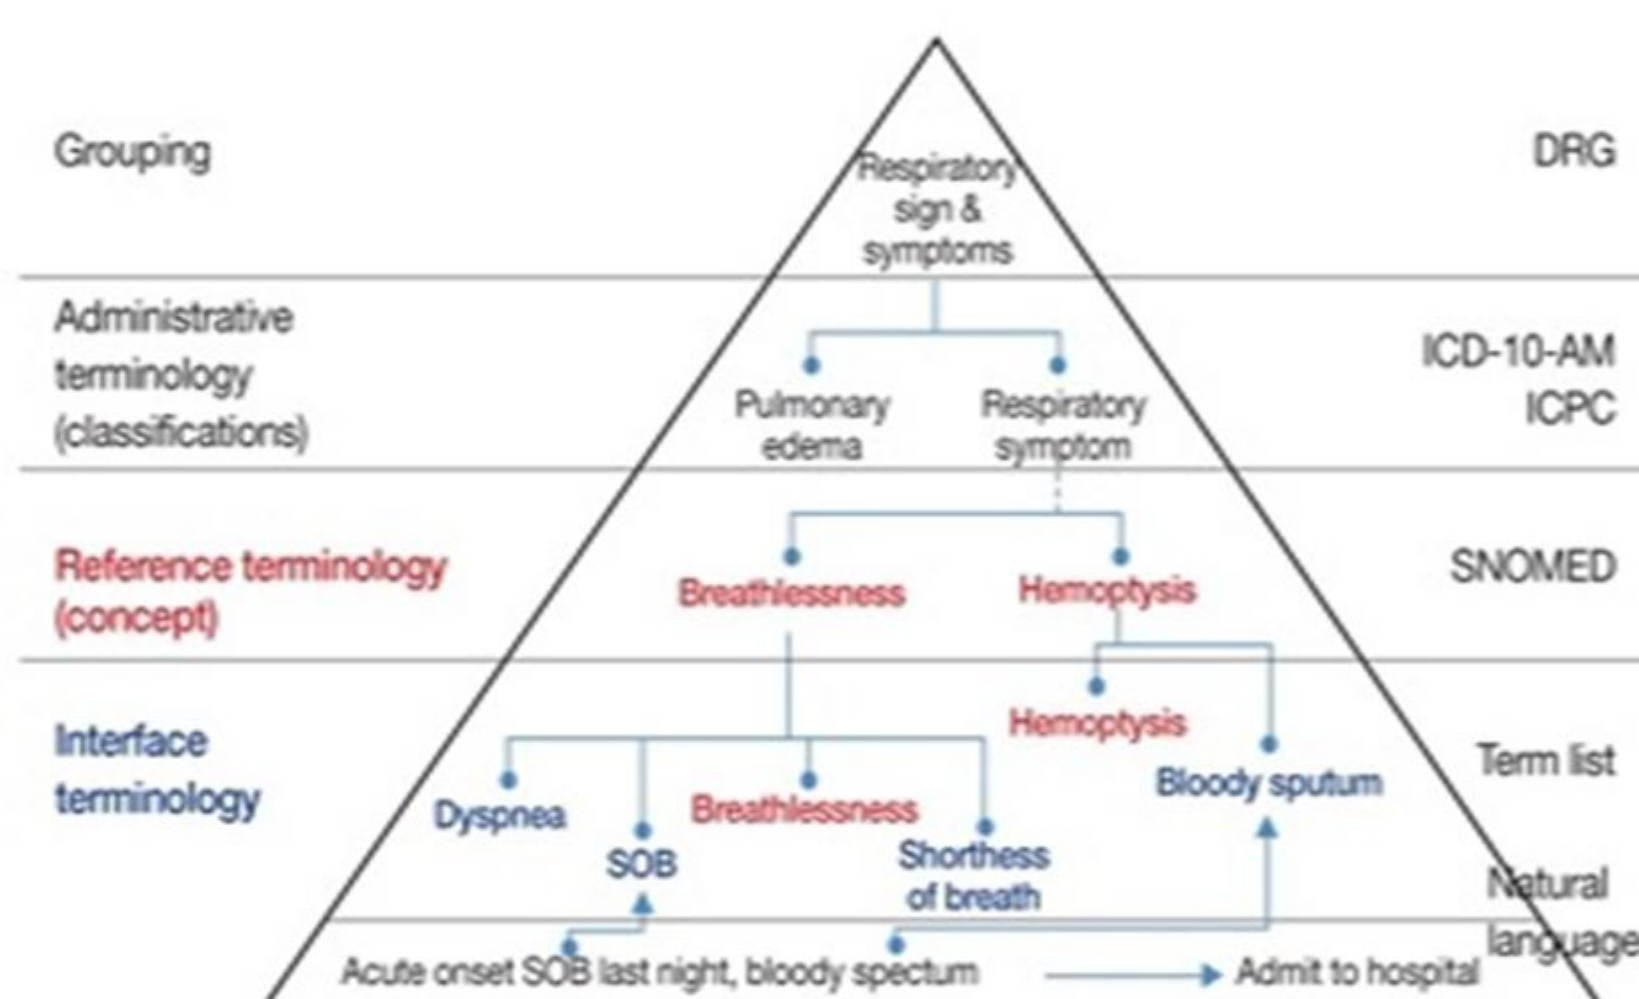 Grouping
DRG
Respiratory
sign &
symptoms
Administrative
terminology
(classifications)
ICD-10-AM
ICPC
Pulmonary
edema
Respiratory
symptom
Reference terminology
(concept)
SNOMED
Breathlessness
Hemoptysis
Interface
terminology
Term list
Hemoptysis
Bloody sputum
Dyspnea
SOB
Breathlessness
Shorthess
of breath
Natural
language
Acute onset SOB last night, bloody spectum
Admit to hospital